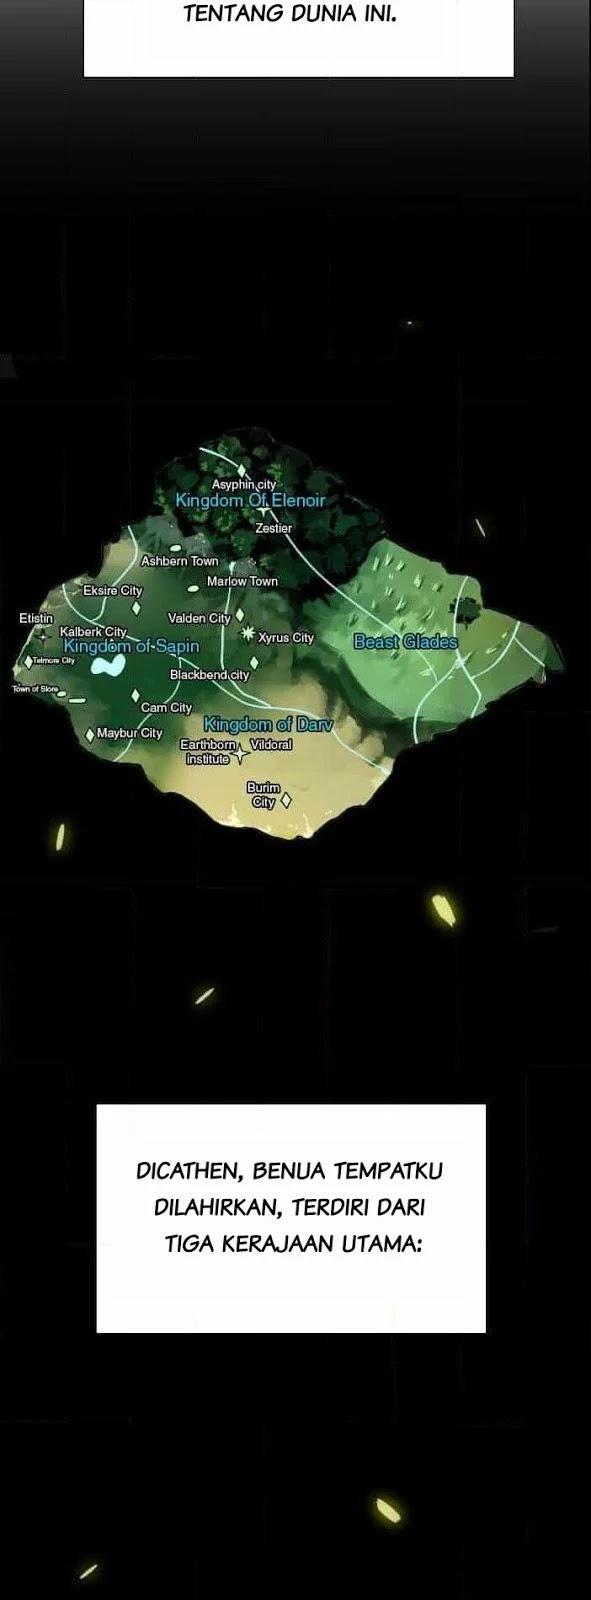 TENTANG DUNIA INI.
Asyphin city
Kingdom Of Elenoir
Zestier
Ashbern Town
Marlow Town
Eksire City
Etistin
Valden City
Kalberk City
Xyrus City
Kingdom of Sapin
Beast Glades
Telmore City
Blackbend city
Town of Slore
Cam City
Kingdom of Darv
Maybur City
Earthborn
institute
Vildoral
Burim
City
DICATHEN, BENUA TEMPATKU
DILAHIRKAN, TERDIRI DARI
TIGA KERAJAAN UTAMA: